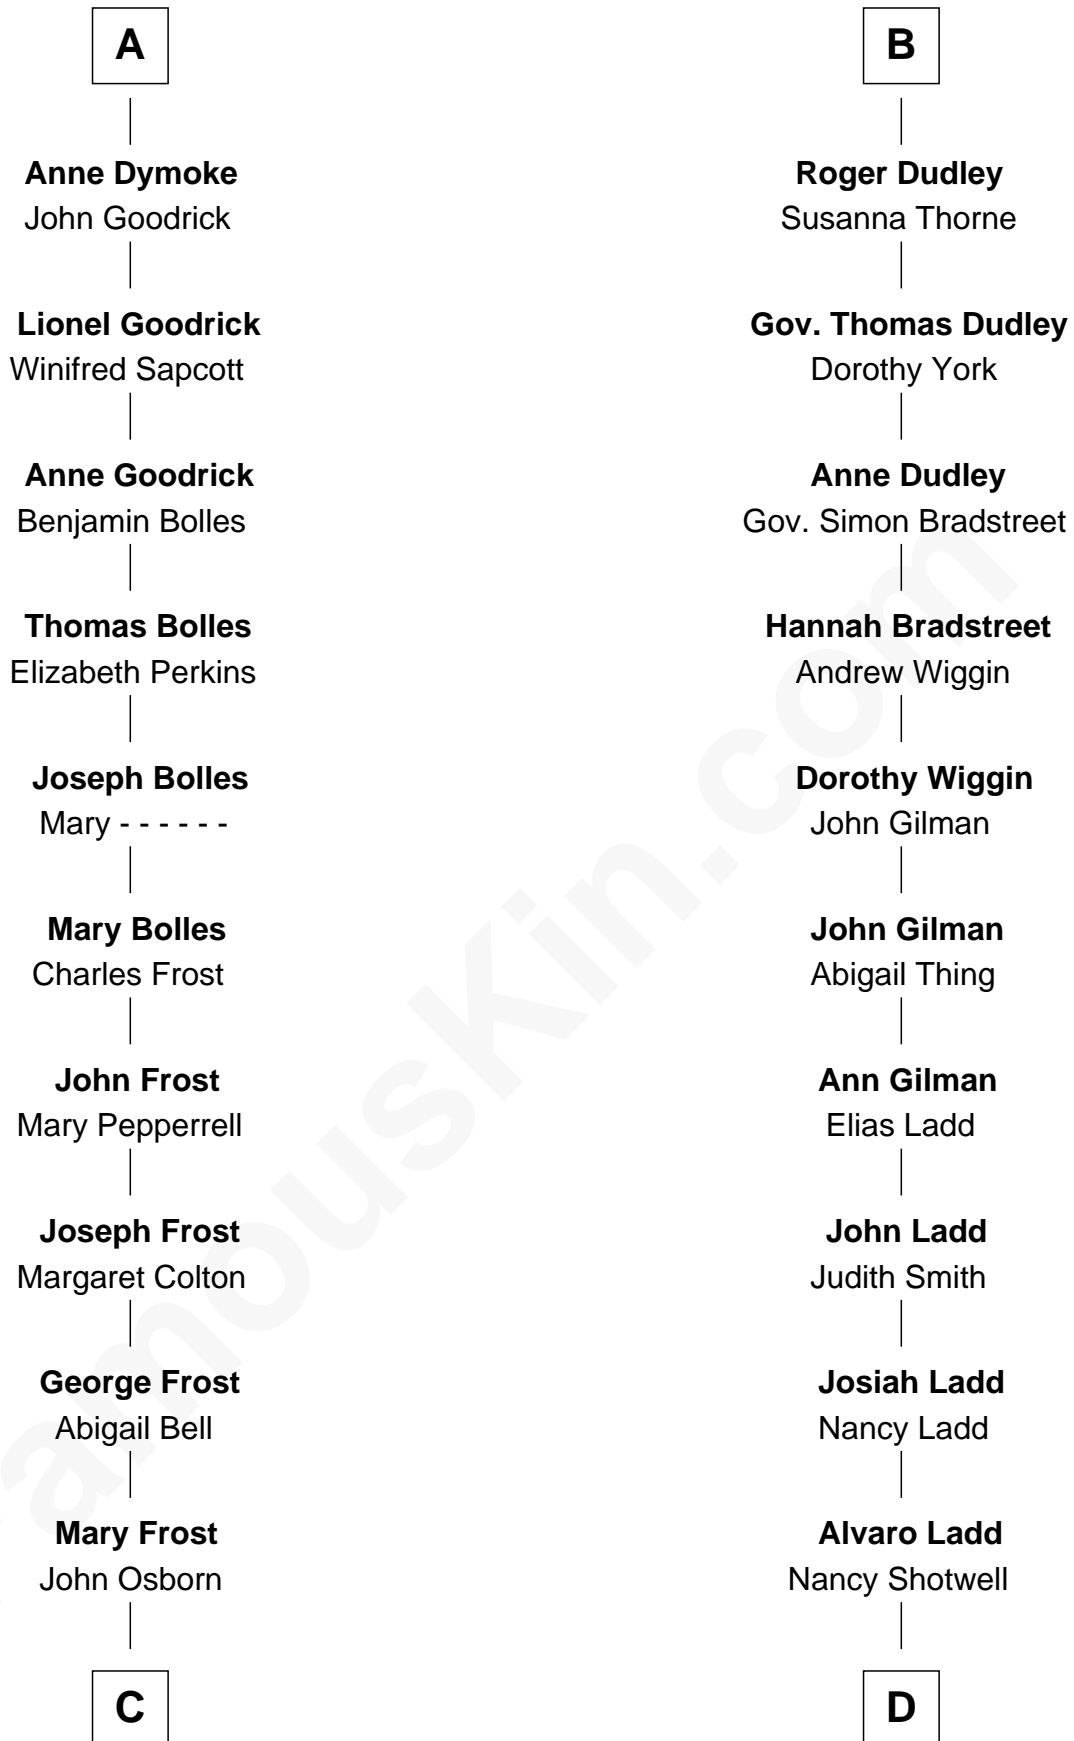 A
Anne Dymoke
John Goodrick
Lionel Goodrick
Winifred Sapcott
Anne Goodrick
Benjamin Bolles
Thomas Bolles
Elizabeth Perkins
Joseph Bolles
Mary - - - - - -
Mary Bolles
Charles Frost
John Frost
Mary Pepperrell
Joseph Frost
Margaret Colton
George Frost
Abigail Bell
Mary Frost
John Osborn
C
B
Roger Dudley
Susanna Thorne
Gov. Thomas Dudley
Dorothy York
Anne Dudley
Gov. Simon Bradstreet
Hannah Bradstreet
Andrew Wiggin
Dorothy Wiggin
John Gilman
John Gilman
Abigail Thing
Ann Gilman
Elias Ladd
John Ladd
Judith Smith
Josiah Ladd
Nancy Ladd
Alvaro Ladd
Nancy Shotwell
D
amouskin.com